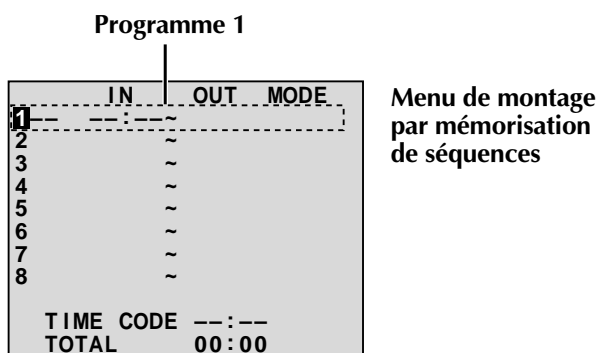 Programme 1
IN OUT MODE
1 –– ––:––~
2 ~
3 ~
4 ~
5 ~
6 ~
7 ~
8 ~
TIME CODE ––:––
TOTAL 00:00
Menu de montage
par mémorisation
de séquences